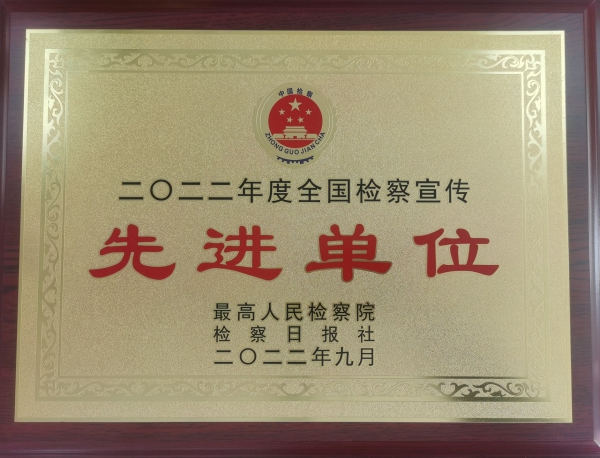 中国检察
ZHONG GUO JIAN CHA
二〇二二年度全国检察宣传
先进单位
最高人民检察院
检察日报社
二〇二二年九月